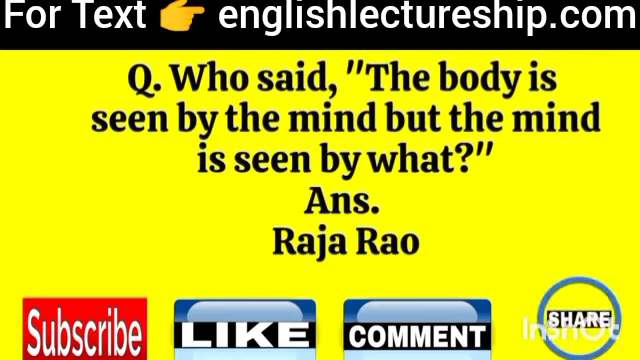 For Text 👉 englishlectureship.com
Q. Who said, "The body is
seen by the mind but the mind
is seen by what?"
Ans.
Raja Rao
Subscribe
LIKE
COMMENT
SHARE
InShOt